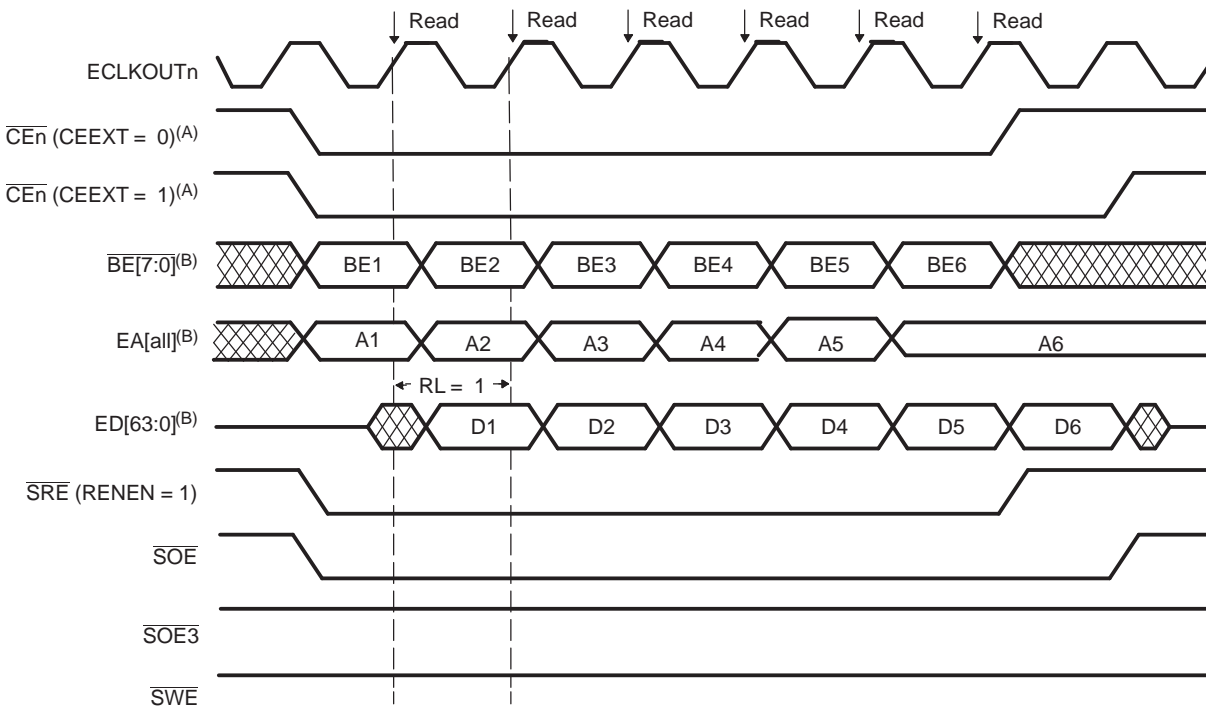 Read Read Read Read Read Read
ECLKOUTn
CEn (CEEXT = 0)(A)
CEn (CEEXT = 1)(A)
BE[7:0](B) BE1 BE2 BE3 BE4 BE5 BE6
EA[all](B) A1 A2 A3 A4 A5 A6
RL = 1
ED[63:0](B) D1 D2 D3 D4 D5 D6
SRE (RENEN = 1)
SOE
SOE3
SWE